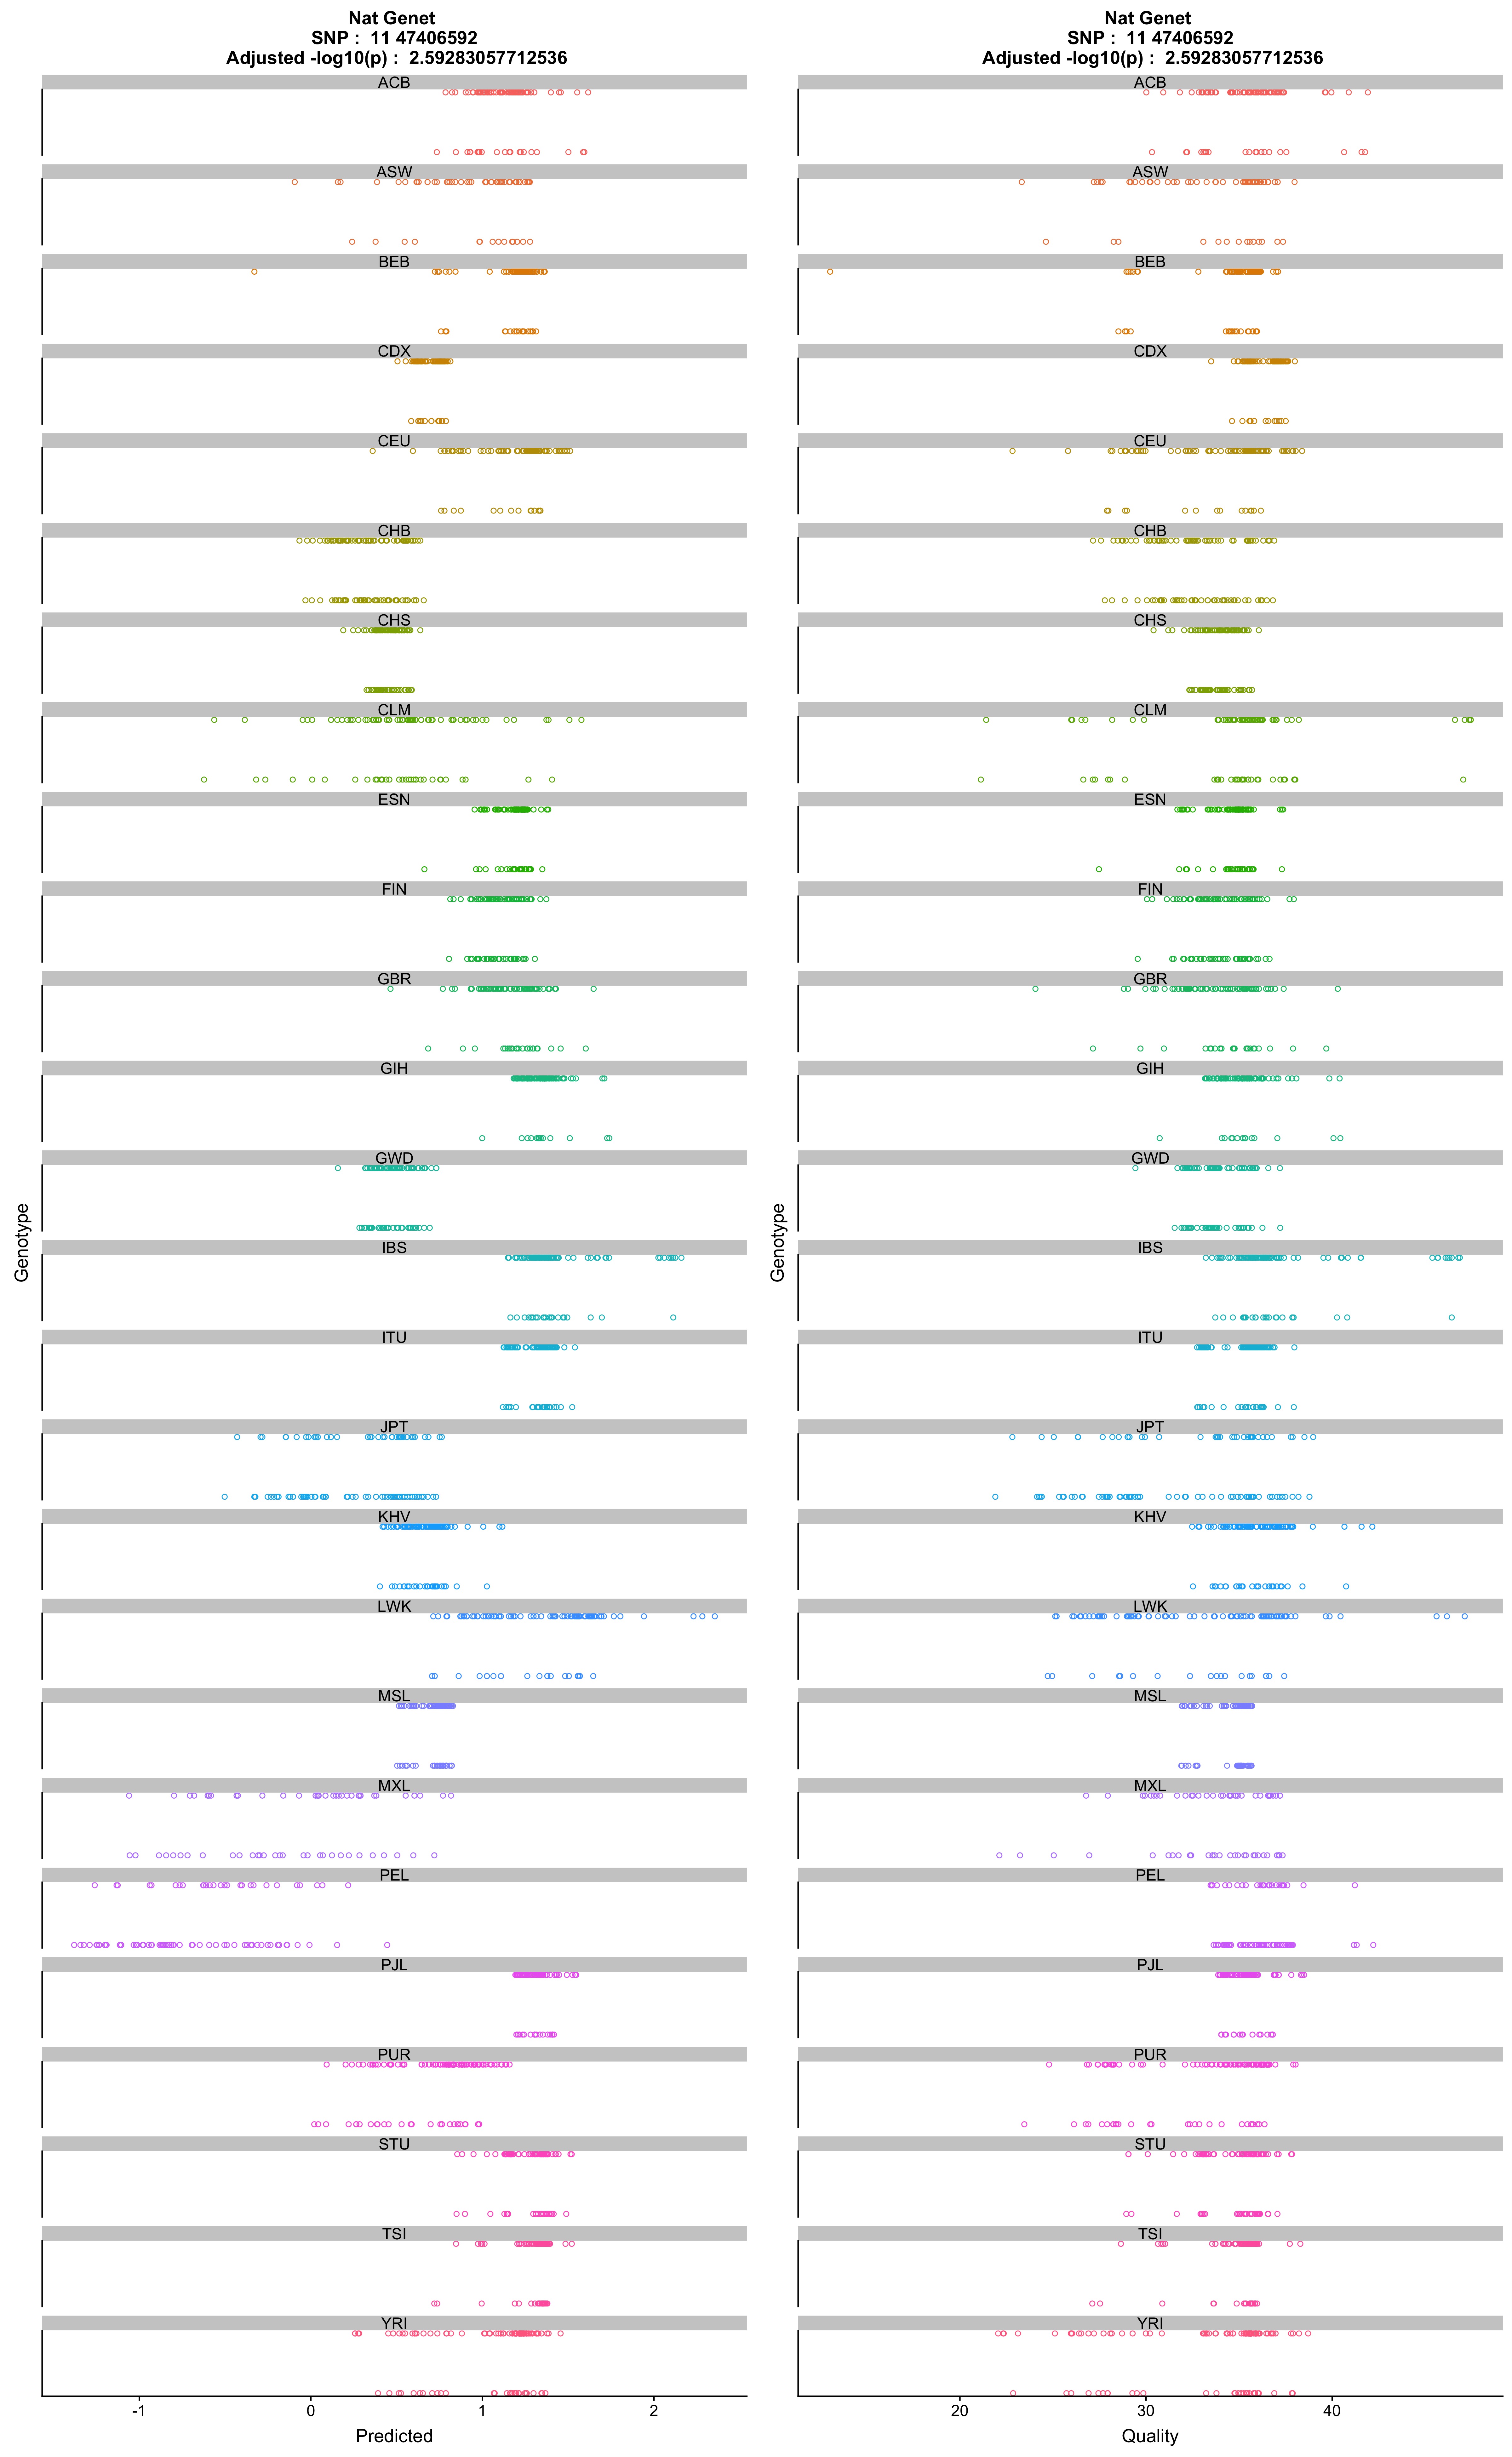 Nat Genet
SNP :  11 47406592
Adjusted -log10(p) :  2.59283057712536
ACB
ASW
BEB
CDX
CEU
CHB
CHS
CLM
ESN
FIN
GBR
GIH
GWD
IBS
ITU
JPT
KHV
LWK
MSL
MXL
PEL
PJL
PUR
STU
TSI
YRI
Genotype
-1 0 1 2
Predicted
Nat Genet
SNP :  11 47406592
Adjusted -log10(p) :  2.59283057712536
ACB
ASW
BEB
CDX
CEU
CHB
CHS
CLM
ESN
FIN
GBR
GIH
GWD
IBS
ITU
JPT
KHV
LWK
MSL
MXL
PEL
PJL
PUR
STU
TSI
YRI
Genotype
20 30 40
Quality